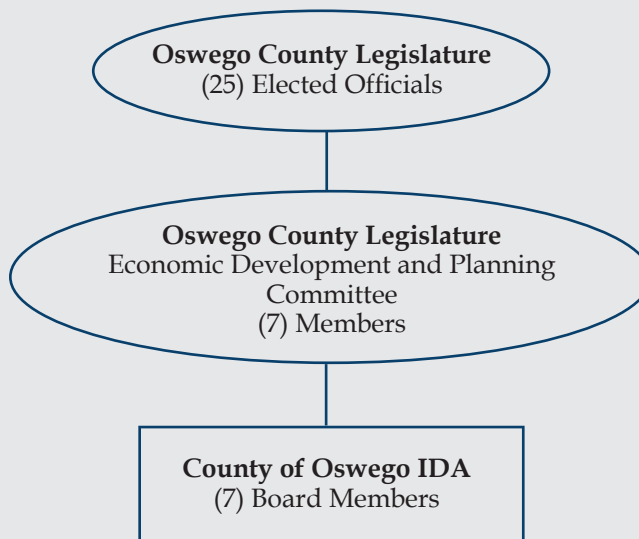 Oswego County Legislature
(25) Elected Officials
Oswego County Legislature
Economic Development and Planning
Committee
(7) Members
County of Oswego IDA
(7) Board Members